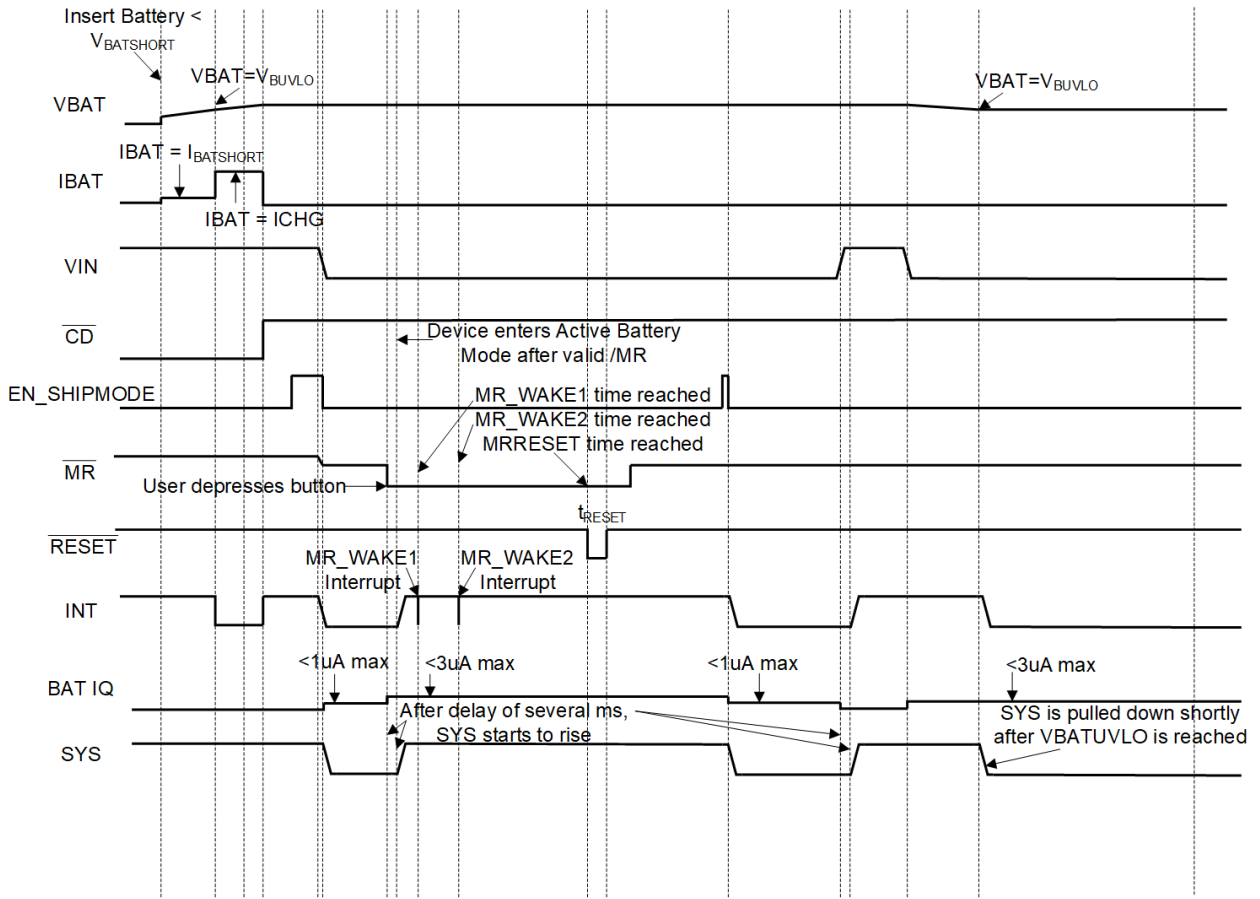 Insert Battery <
VBATSHORT
VBAT=VBUVLO
VBAT=VBUVLO
VBAT
IBAT = IBATSHORT
IBAT
IBAT = ICHG
VIN
CD
Device enters Active Battery
Mode after valid /MR
EN_SHIPMODE
MR_WAKE1 time reached
MR_WAKE2 time reached
MRRESET time reached
MR
User depresses button
tRESET
RESET
MR_WAKE1
Interrupt
MR_WAKE2
Interrupt
INT
<1uA max
<3uA max
<1uA max
<3uA max
BAT IQ
After delay of several ms,
SYS starts to rise
SYS is pulled down shortly
after VBATUVLO is reached
SYS